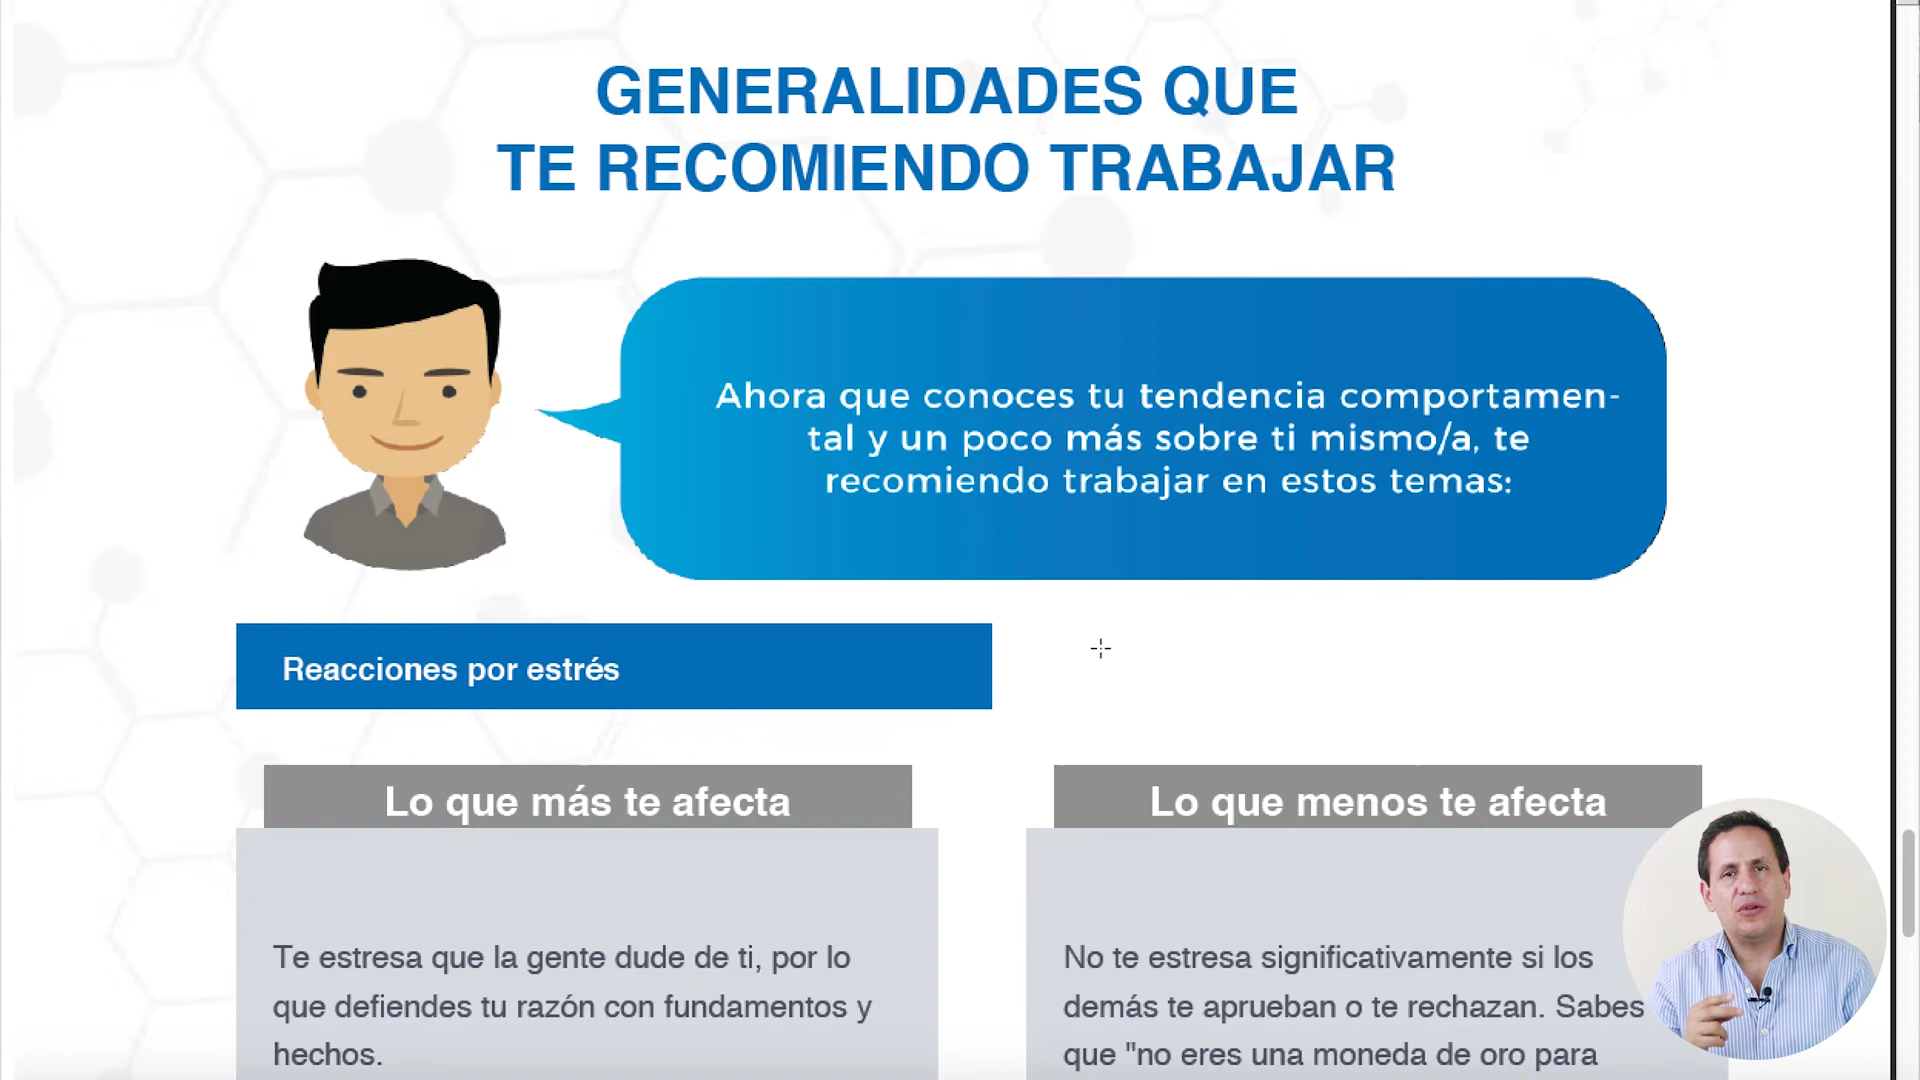 GENERALIDADES QUE
TE RECOMIENDO TRABAJAR
Ahora que conoces tu tendencia comportamen-
tal y un poco más sobre ti mismo/a, te
recomiendo trabajar en estos temas:
Reacciones por estrés
Lo que más te afecta
Te estresa que la gente dude de ti, por lo
que defiendes tu razón con fundamentos y
hechos.
Lo que menos te afecta
No te estresa significativamente si los
demás te aprueban o te rechazan. Sabes
que "no eres una moneda de oro para